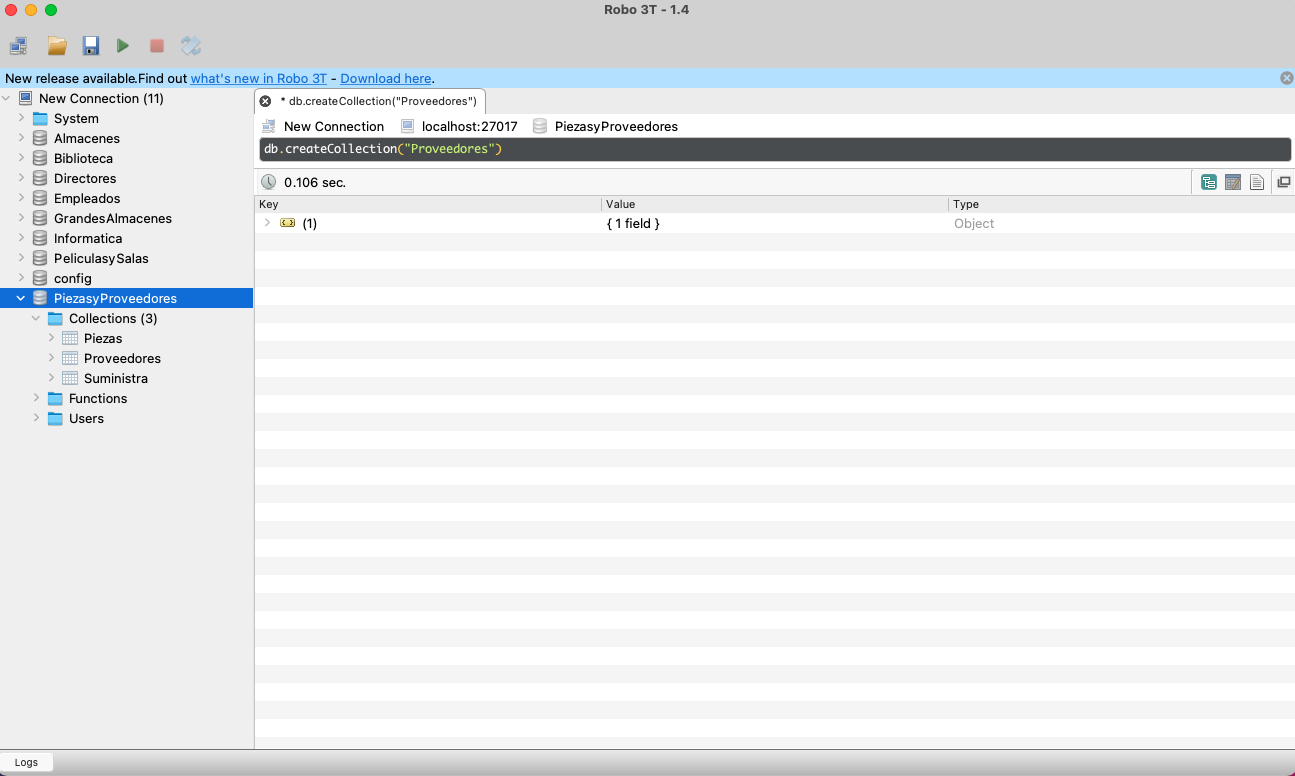 Robo 3T - 1.4
New release available.Find out what's new in Robo 3T - Download here.
New Connection (11)
System
Almacenes
Biblioteca
Directores
Empleados
GrandesAlmacenes
Informatica
PeliculasySalas
config
PiezasyProveedores
Collections (3)
Piezas
Proveedores
Suministra
Functions
Users
* db.createCollection("Proveedores")
New Connection localhost:27017 PiezasyProveedores
db.createCollection("Proveedores")
0.106 sec.
Key Value Type
(1) { 1 field } Object
Logs